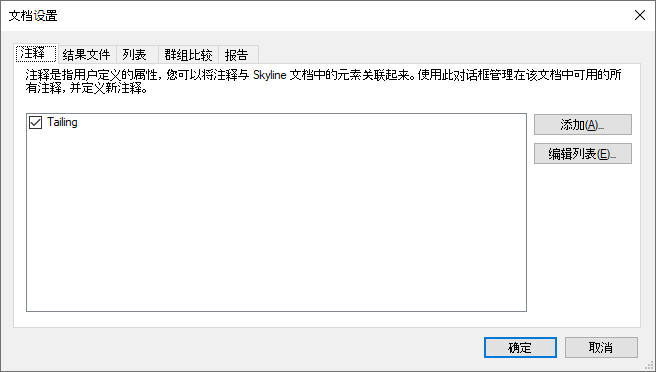 文档设置
注释 结果文件 列表 群组比较 报告
注释是指用户定义的属性，您可以将注释与 Skyline 文档中的元素关联起来。使用此对话框管理在该文档中可用的所
有注释，并定义新注释。
Tailing
添加(A)...
编辑列表(E)...
确定 取消